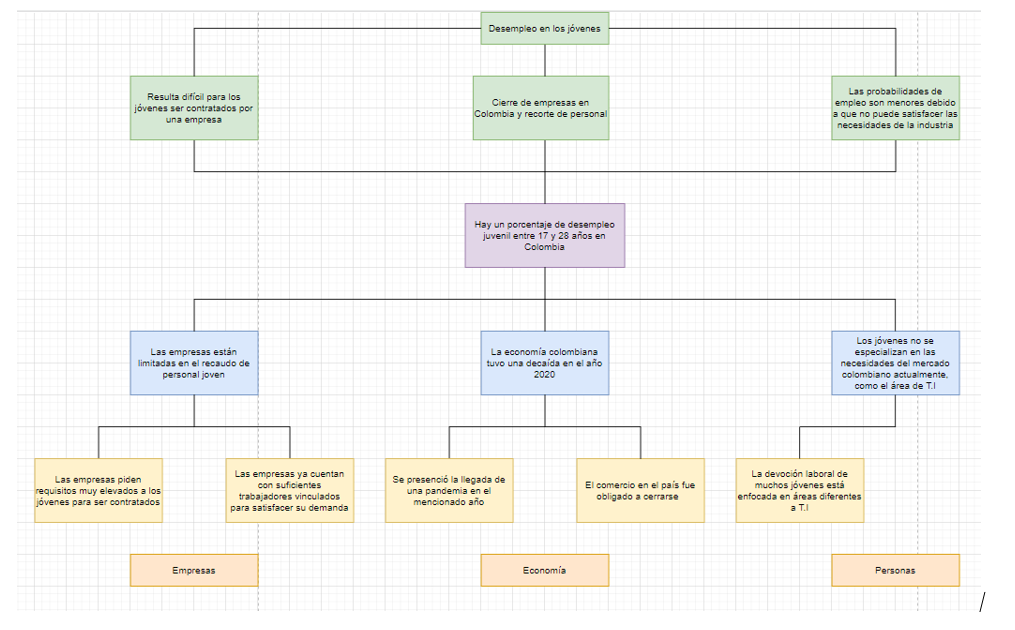 Desempleo en los jóvenes
Resulta difícil para los
jóvenes ser contratados por
una empresa
Cierre de empresas en
Colombia y recorte de personal
Las probabilidades de
empleo son menores debido
a que no puede satisfacer las
necesidades de la industria
Hay un porcentaje de desempleo
juvenil entre 17 y 28 años en
Colombia
Las empresas están
limitadas en el recaudo de
personal joven
La economía colombiana
tuvo una decaída en el año
2020
Los jóvenes no se
especializan en las
necesidades del mercado
colombiano actualmente,
como el área de T.I
Las empresas piden
requisitos muy elevados a los
jóvenes para ser contratados
Las empresas ya cuentan
con suficientes
trabajadores vinculados
para satisfacer su demanda
Se presenció la llegada de
una pandemia en el
mencionado año
El comercio en el país fue
obligado a cerrarse
La devoción laboral de
muchos jóvenes está
enfocada en áreas diferentes
a T.I
Empresas
Economía
Personas
/